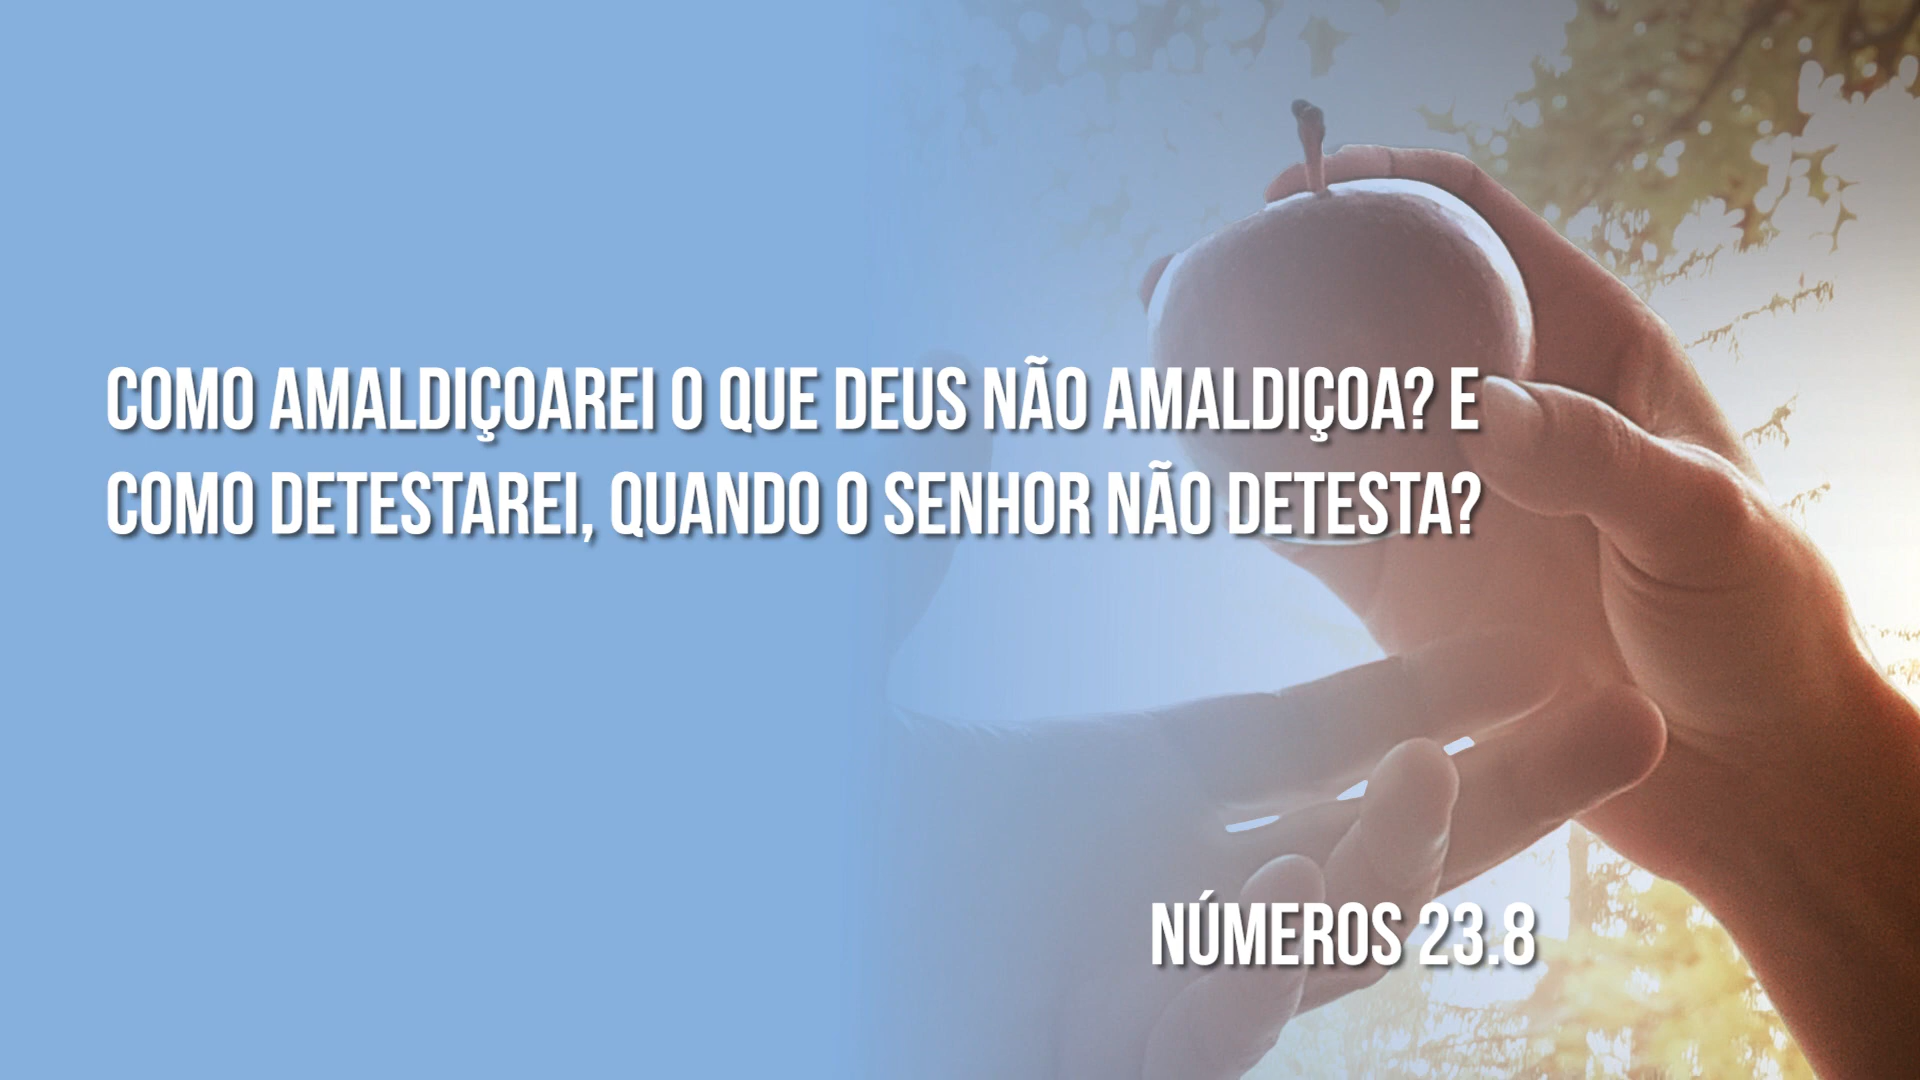 COMO AMALDIÇOAREI O QUE DEUS NÃO AMALDIÇOA? E
COMO DETESTAREI, QUANDO O SENHOR NÃO DETESTA?
NÚMEROS 23.8